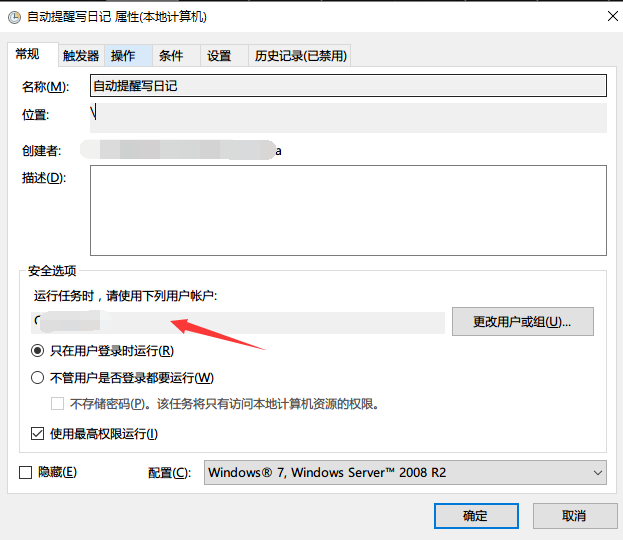 自动提醒写日记 属性(本地计算机)
常规 触发器 操作 条件 设置 历史记录(已禁用)
名称(M): 自动提醒写日记
位置: \
创建者: a
描述(D):
安全选项
运行任务时，请使用下列用户帐户:
更改用户或组(U)...
只在用户登录时运行(R)
不管用户是否登录都要运行(W)
不存储密码(P)。该任务将只有访问本地计算机资源的权限。
使用最高权限运行(I)
隐藏(E) 配置(C): Windows® 7, Windows Server™ 2008 R2
确定 取消